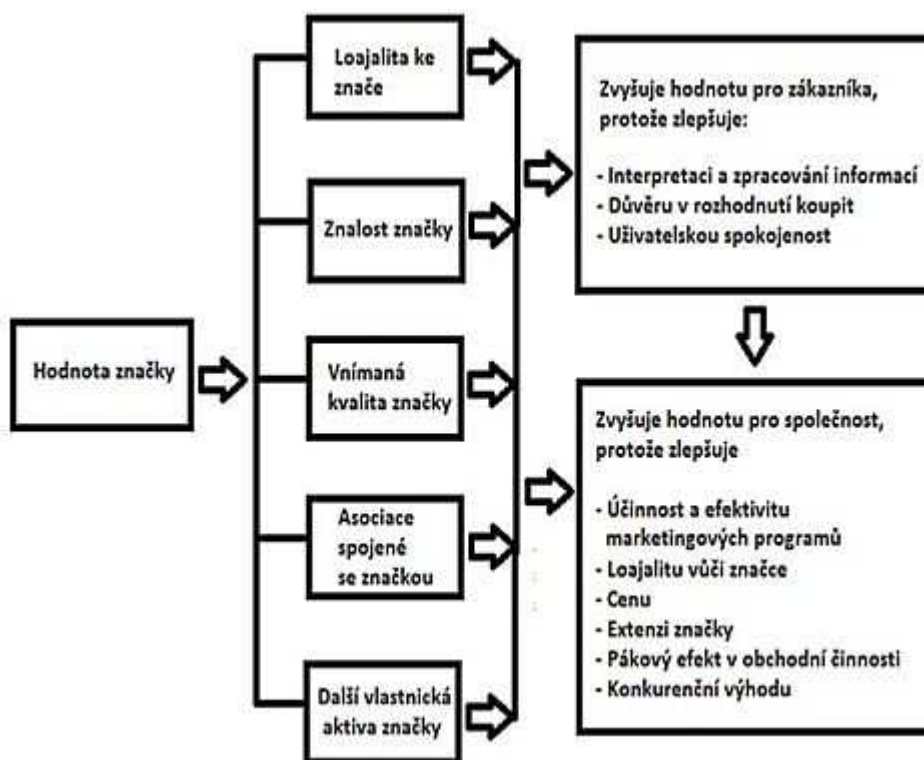 Hodnota značky
Loajalita ke
znače
Znalost značky
Vnímaná
kvalita značky
Asociace
spojené
se značkou
Další vlastnická
aktiva značky
Zvyšuje hodnotu pro zákazníka,
protože zlepšuje:
- Interpretaci a zpracování informací
- Důvěru v rozhodnutí koupit
- Uživatelskou spokojenost
Zvyšuje hodnotu pro společnost,
protože zlepšuje
- Účinnost a efektivitu
marketingových programů
- Loajalitu vůči značce
- Cenu
- Extenzi značky
- Pákový efekt v obchodní činnosti
- Konkurenční výhodu